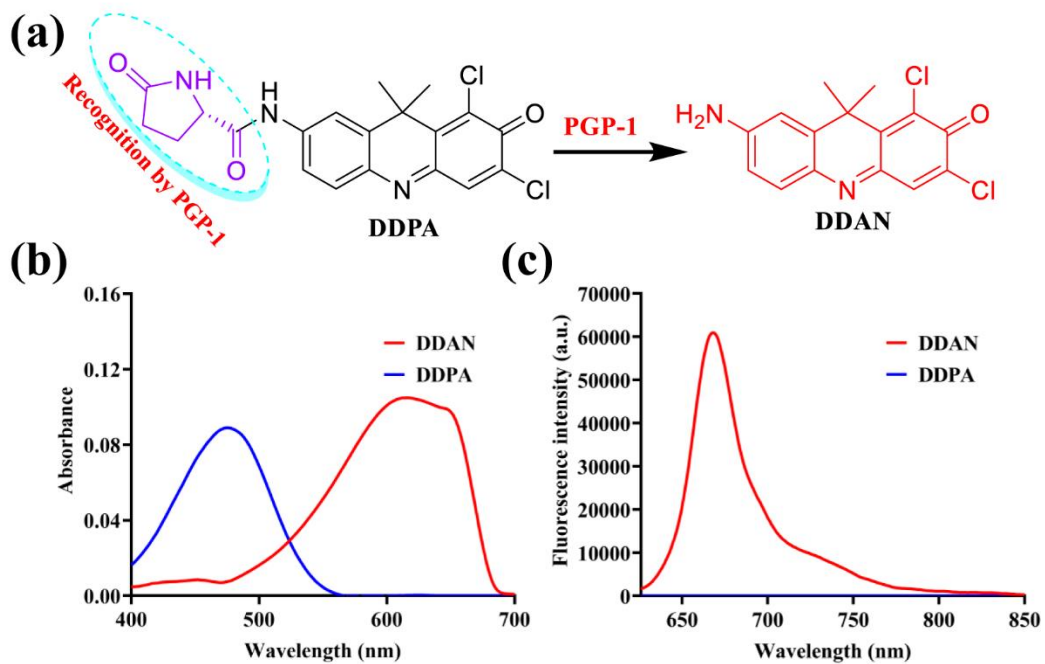 (a)
O
NH
H
N
O
Cl
O
Cl
N
Recognition by PGP-1
DDPA
PGP-1
H₂N
Cl
O
Cl
N
DDAN
(b)
0.16
0.12
0.08
0.04
0.00
Absorbance
DDAN
DDPA
400
500
600
700
Wavelength (nm)
(c)
70000
60000
50000
40000
30000
20000
10000
0
Fluorescence intensity (a.u.)
DDAN
DDPA
650
700
750
800
850
Wavelength (nm)